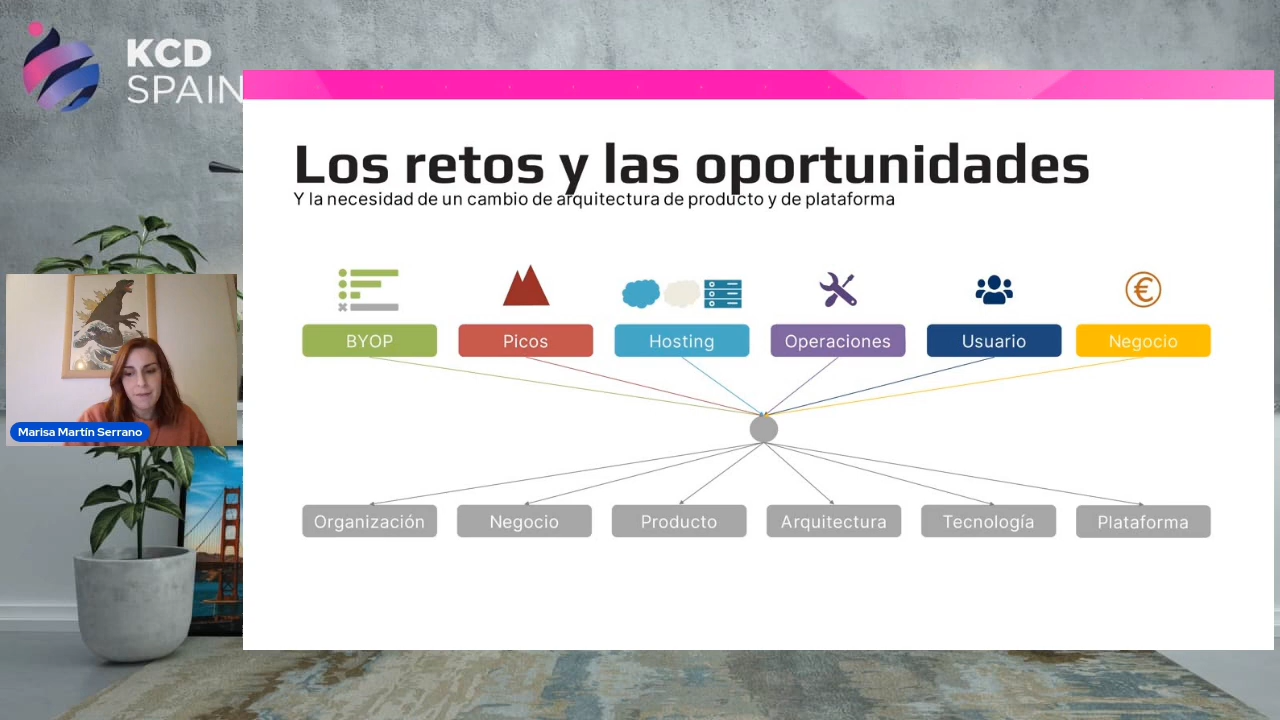 KCD
SPAIN
Los retos y las oportunidades
Y la necesidad de un cambio de arquitectura de producto y de plataforma
BYOP
Picos
Hosting
Operaciones
Usuario
Negocio
Marisa Martín Serrano
Organización
Negocio
Producto
Arquitectura
Tecnología
Plataforma